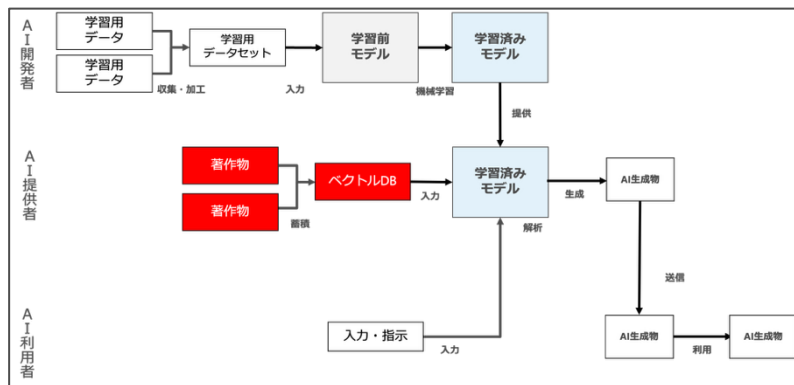 AI開発者
学習用
データ
学習用
データ
収集・加工
学習用
データセット
入力
学習前
モデル
機械学習
学習済み
モデル
提供
AI提供者
著作物
著作物
蓄積
ベクトルDB
入力
学習済み
モデル
解析
生成
AI生成物
送信
AI利用者
入力・指示
入力
AI生成物
利用
AI生成物